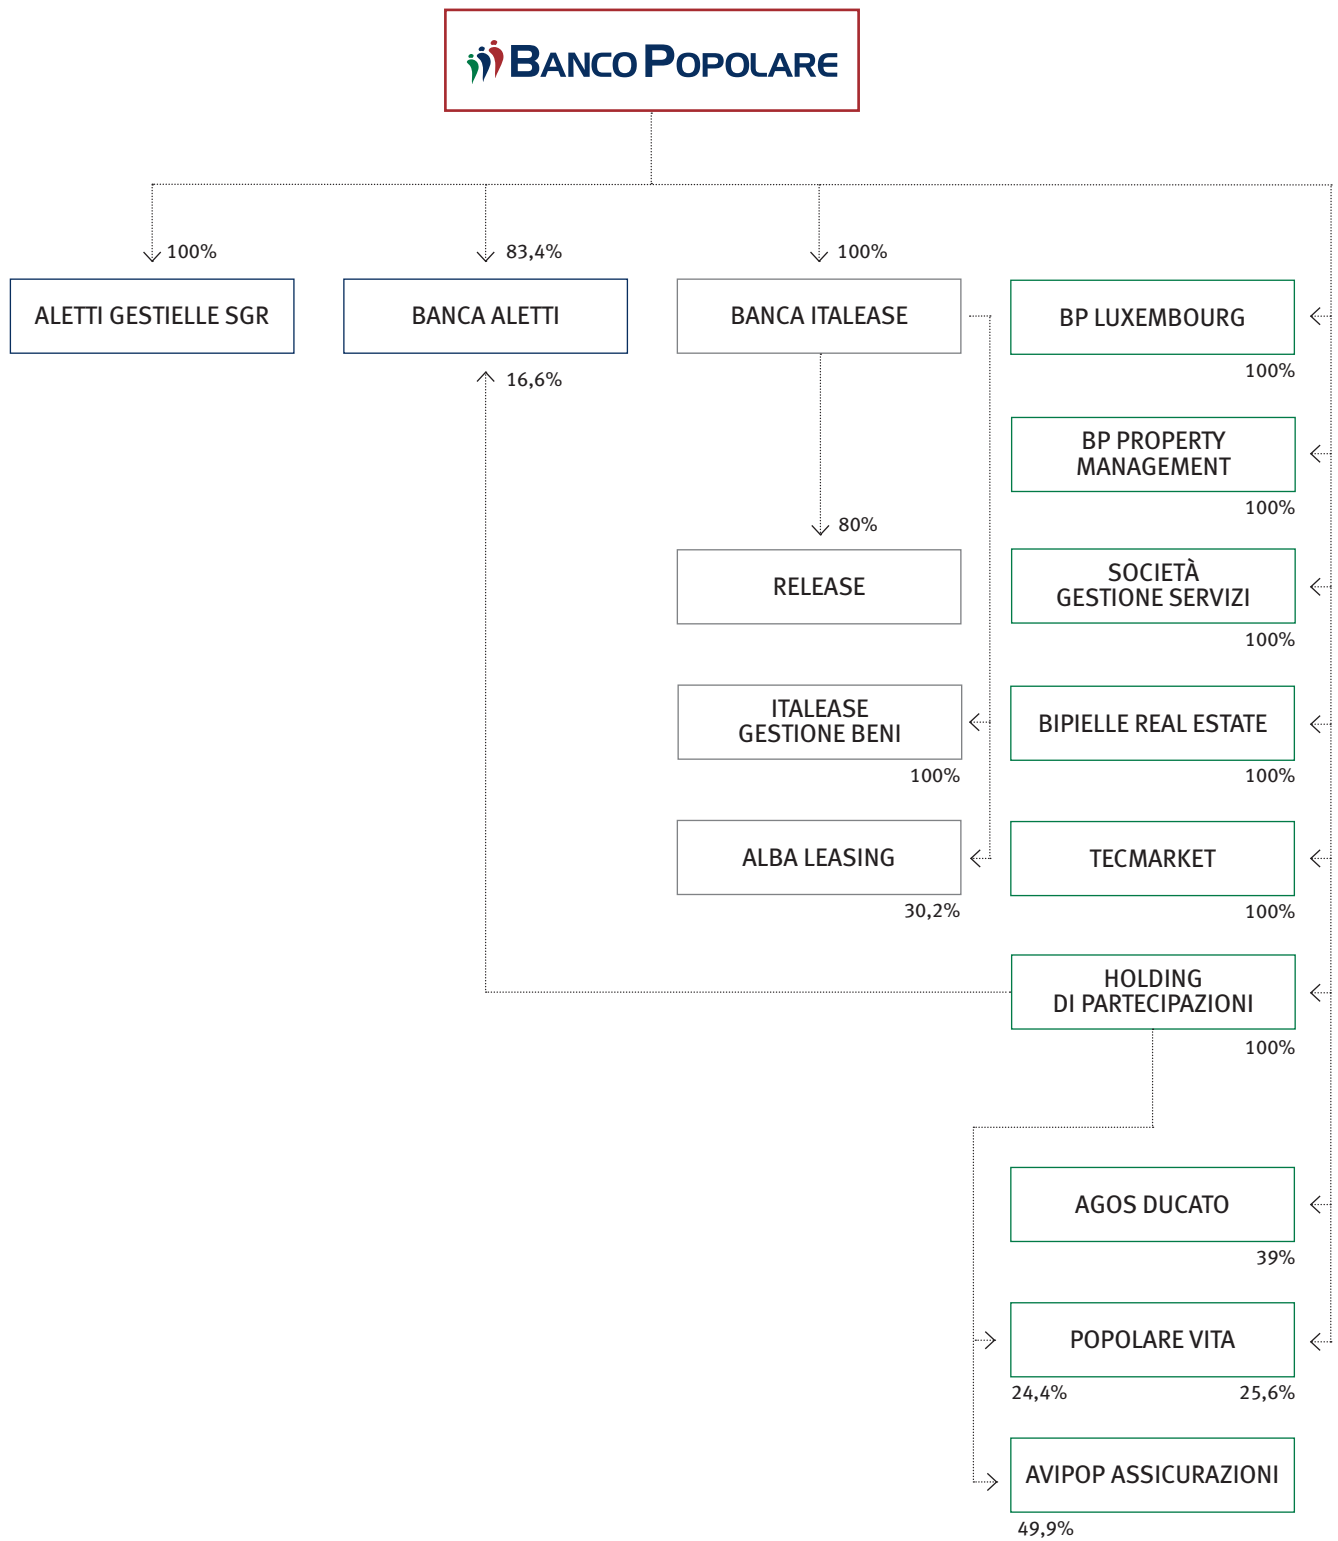 BANCO POPOLARE
100%
83,4%
100%
ALETTI GESTIELLE SGR
BANCA ALETTI
BANCA ITALEASE
BP LUXEMBOURG
100%
16,6%
BP PROPERTY
MANAGEMENT
100%
80%
RELEASE
SOCIETÀ
GESTIONE SERVIZI
100%
ITALEASE
GESTIONE BENI
100%
BIPIELLE REAL ESTATE
100%
ALBA LEASING
30,2%
TECMARKET
100%
HOLDING
DI PARTECIPAZIONI
100%
AGOS DUCATO
39%
POPOLARE VITA
24,4%
25,6%
AVIPOP ASSICURAZIONI
49,9%